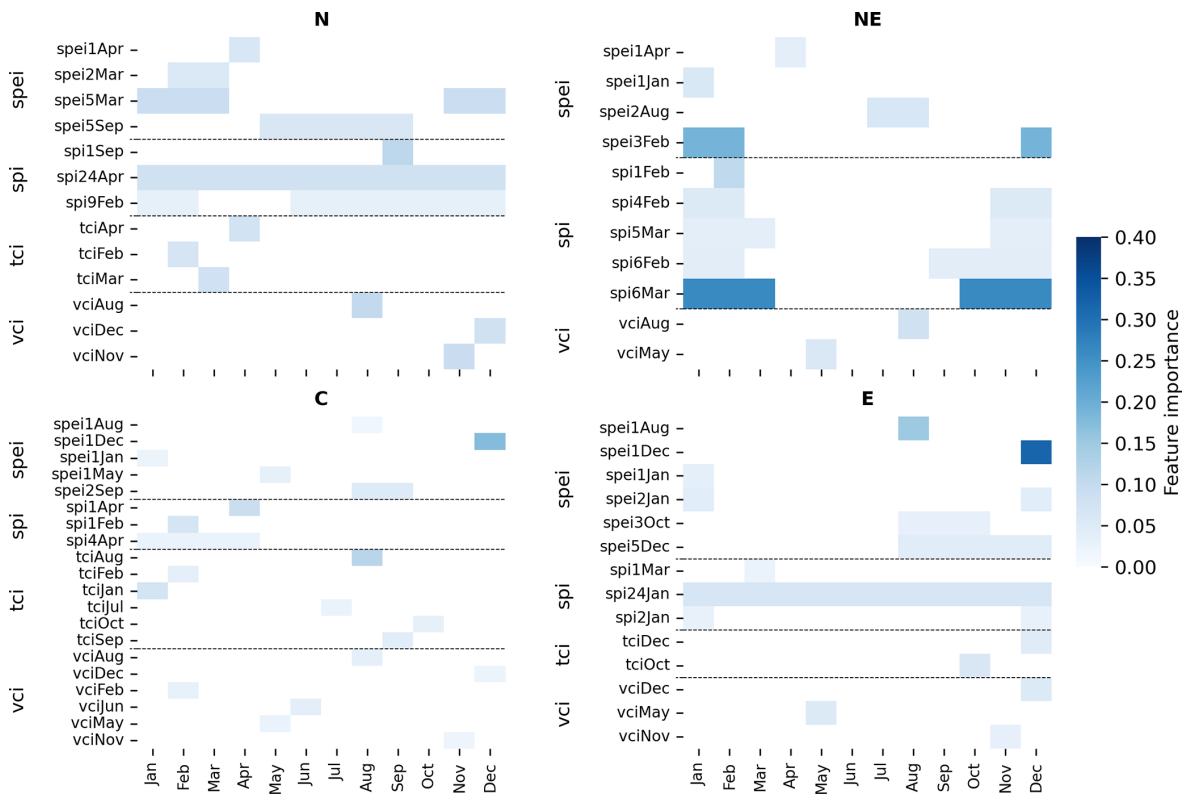 N
spei
spei1Apr
spei2Mar
spei5Mar
spei5Sep
spi
spi1Sep
spi24Apr
spi9Feb
tci
tciApr
tciFeb
tciMar
vci
vciAug
vciDec
vciNov
NE
spei
spei1Apr
spei1Jan
spei2Aug
spei3Feb
spi
spi1Feb
spi4Feb
spi5Mar
spi6Feb
spi6Mar
vci
vciAug
vciMay
C
spei
spei1Aug
spei1Dec
spei1Jan
spei1May
spei2Sep
spi
spi1Apr
spi1Feb
spi4Apr
tci
tciAug
tciFeb
tciJan
tciJul
tciOct
tciSep
vci
vciAug
vciDec
vciFeb
vciJun
vciMay
vciNov
Jan Feb Mar Apr May Jun Jul Aug Sep Oct Nov Dec
E
spei
spei1Aug
spei1Dec
spei1Jan
spei2Jan
spei3Oct
spei5Dec
spi
spi1Mar
spi24Jan
spi2Jan
tci
tciDec
tciOct
vci
vciDec
vciMay
vciNov
Jan Feb Mar Apr May Jun Jul Aug Sep Oct Nov Dec
0.40
0.35
0.30
0.25
0.20
0.15
0.10
0.05
0.00
Feature importance